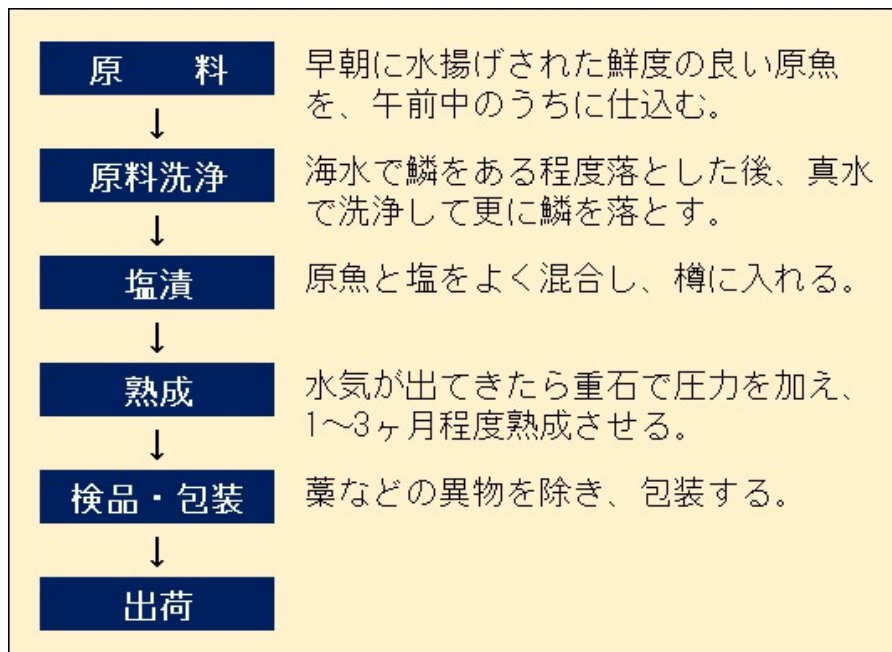 原　　料
早朝に水揚げされた鮮度の良い原魚
を、午前中のうちに仕込む。
↓
原料洗浄
海水で鱗をある程度落とした後、真水
で洗浄して更に鱗を落とす。
↓
塩漬
原魚と塩をよく混合し、樽に入れる。
↓
熟成
水気が出てきたら重石で圧力を加え、
1～3ヶ月程度熟成させる。
↓
検品・包装
藁などの異物を除き、包装する。
↓
出荷